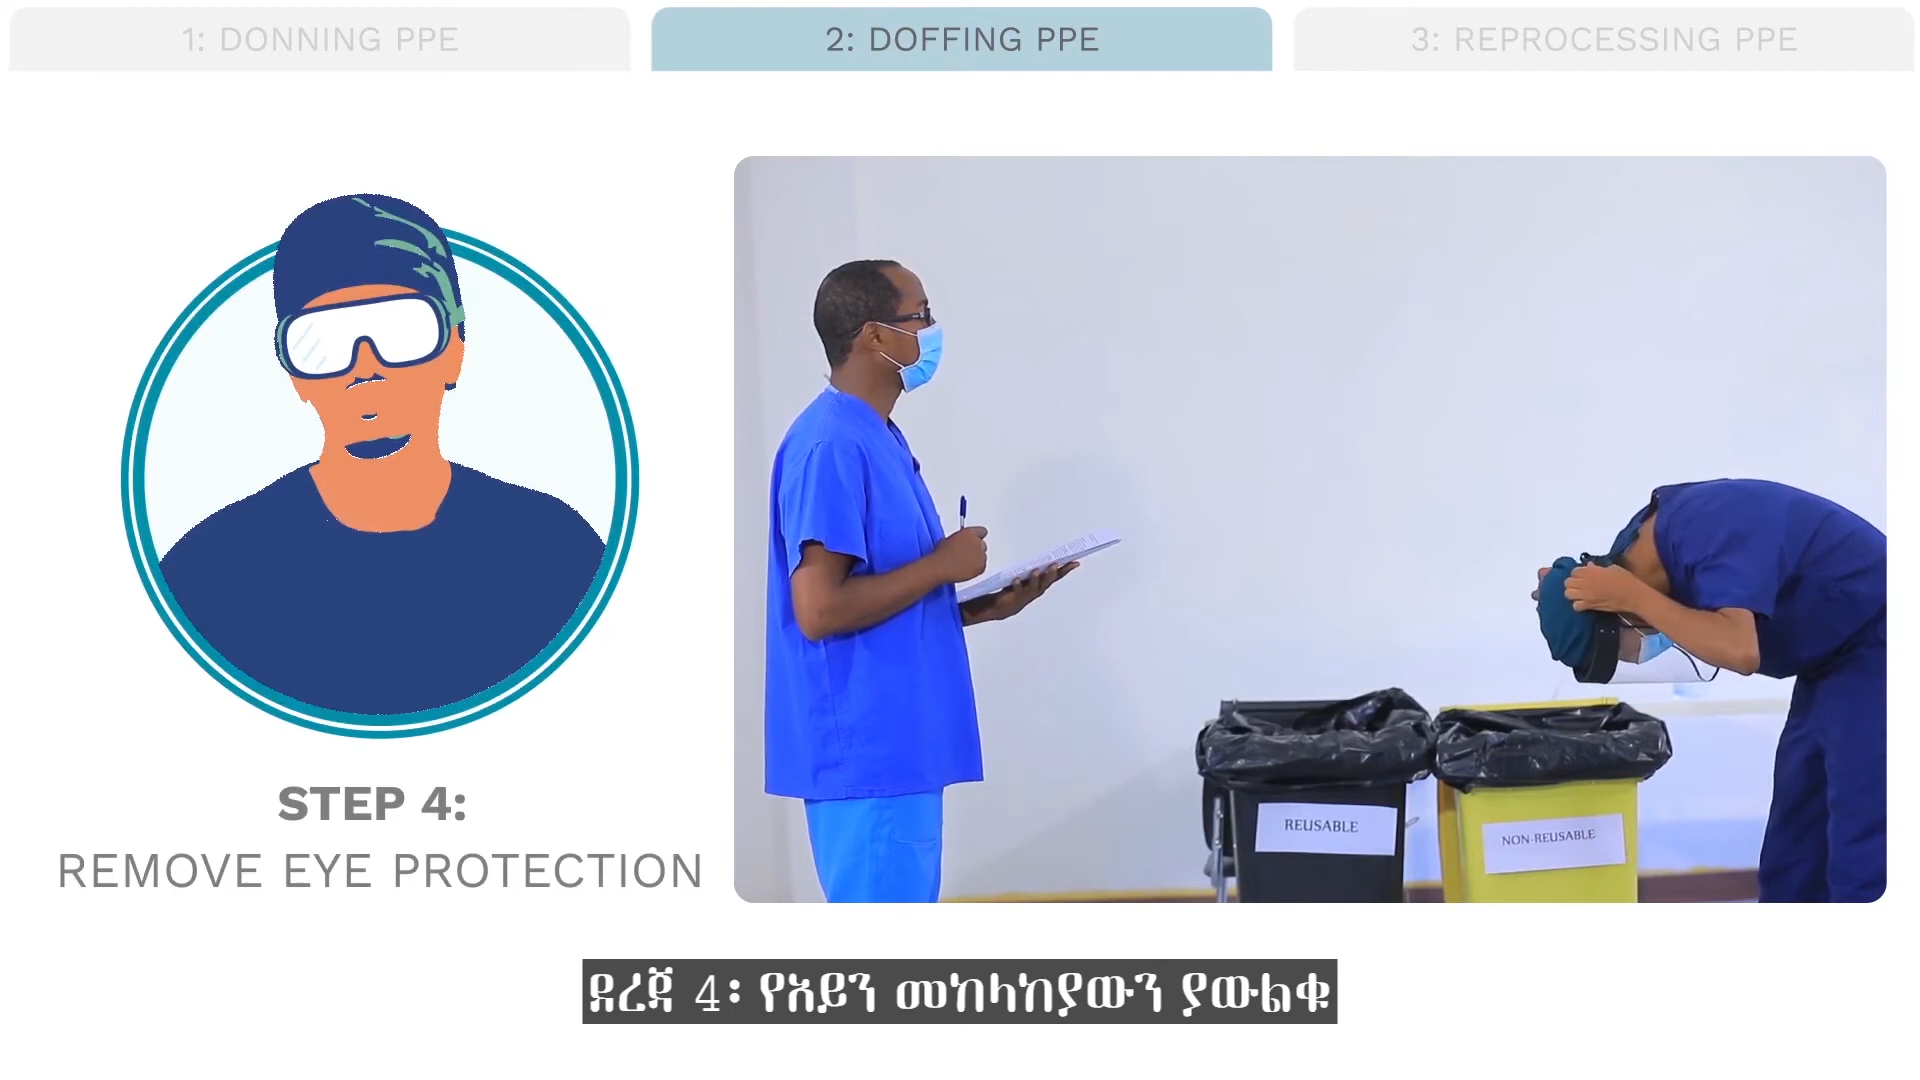 1: DONNING PPE
2: DOFFING PPE
3: REPROCESSING PPE
STEP 4:
REMOVE EYE PROTECTION
REUSABLE
NON-REUSABLE
ደረጃ 4፡ የአይን መከላከያውን ያውልቁ